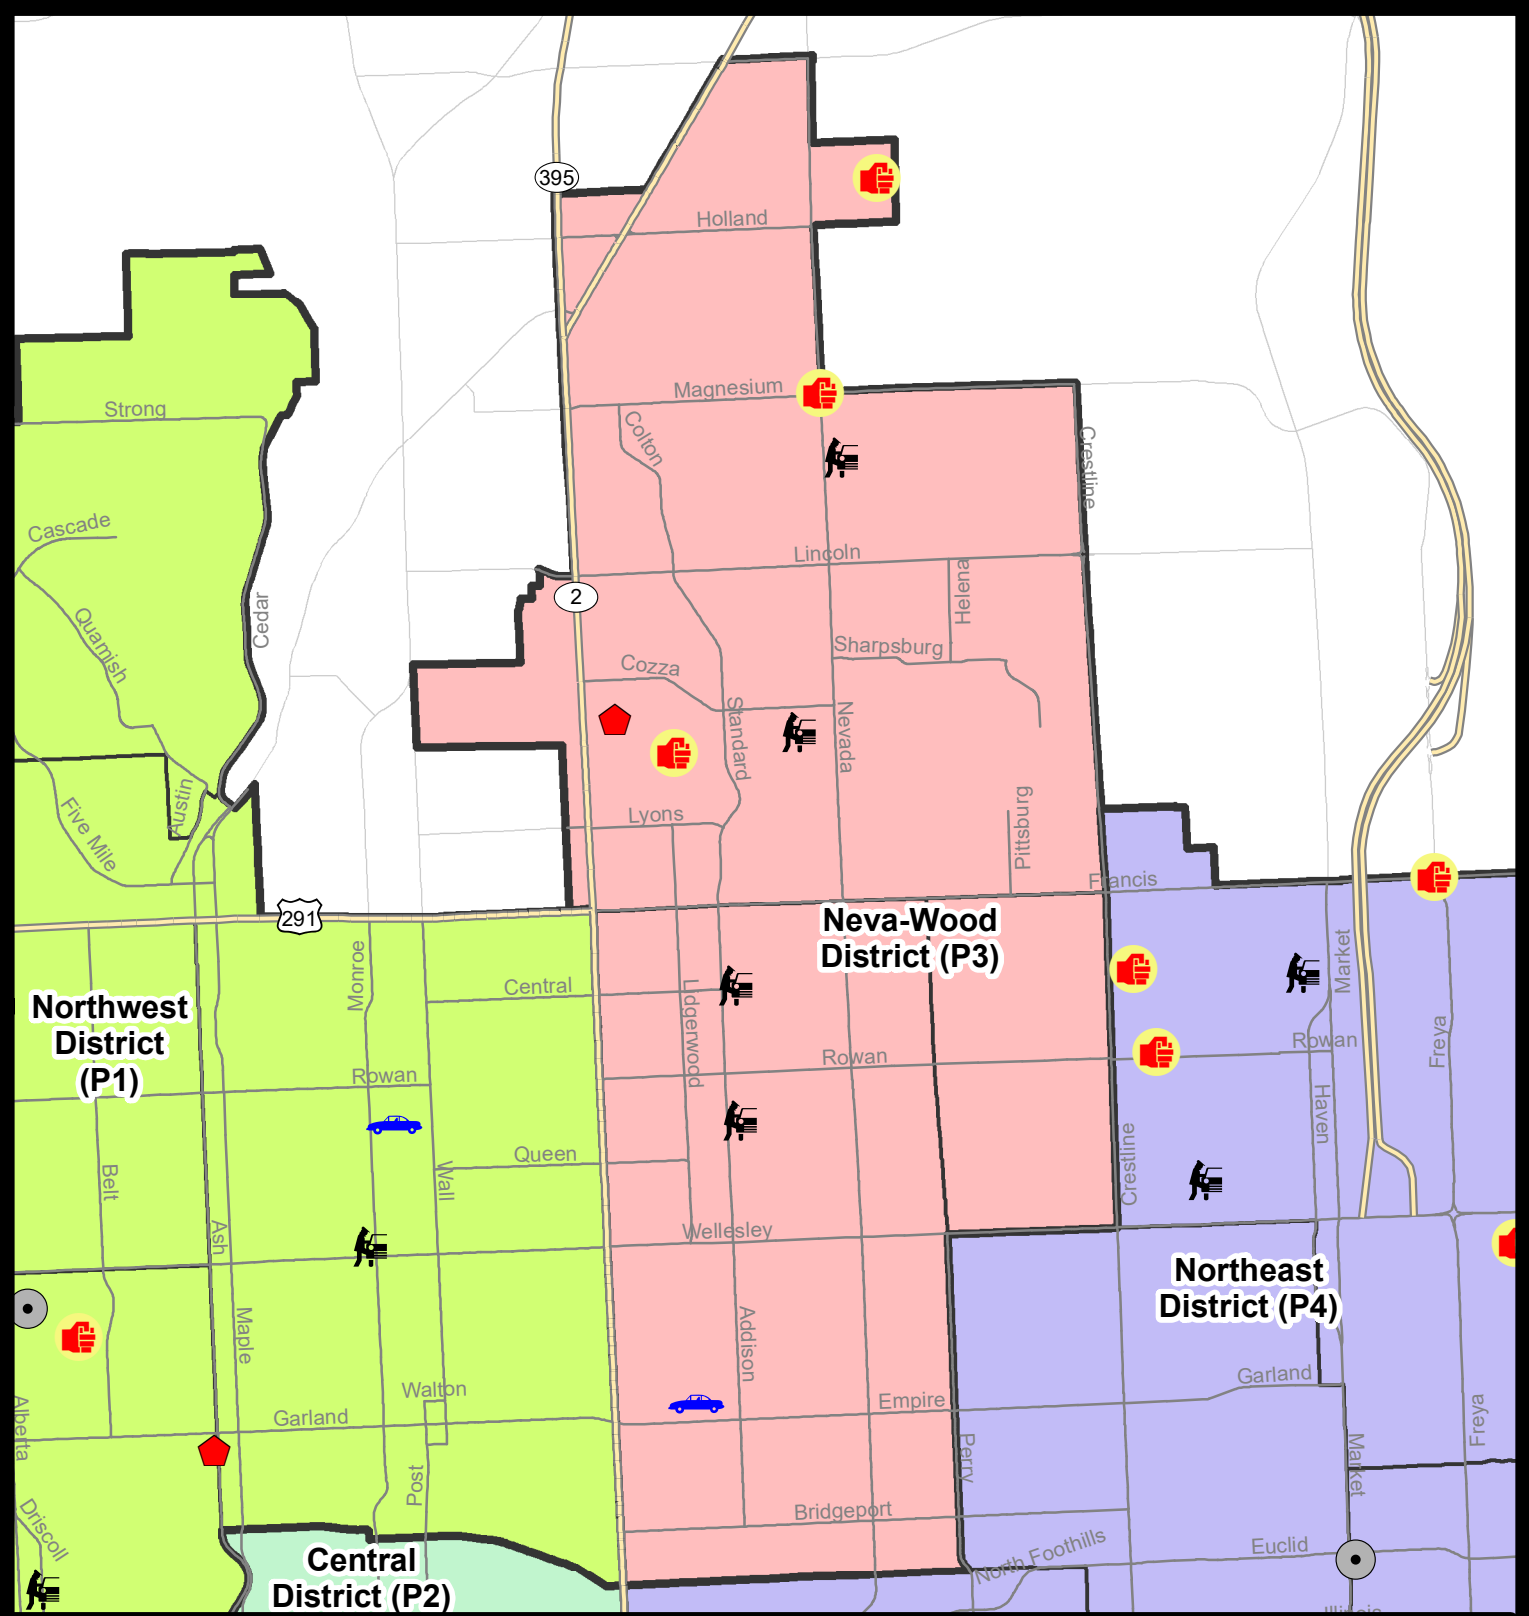 395
Holland
Magnesium
Strong
Colton
Crestline
Cascade
Lincoln
Helena
2
Cedar
Quamish
Sharpsburg
Cozza
Standard
Nevada
Five Mile
Austin
Lyons
Pittsburg
Francis
291
Neva-Wood
District (P3)
Monroe
Market
Central
Lidgerwood
Northwest
District
(P1)
Rowan
Rowan
Rowan
Freya
Haven
Belt
Queen
Wall
Crestline
Ash
Wellesley
Northeast
District (P4)
Maple
Addison
Walton
Garland
Empire
Garland
Alberta
Freya
Perry
Market
Post
Bridgeport
Driscoll
Central
District (P2)
North Foothills
Euclid